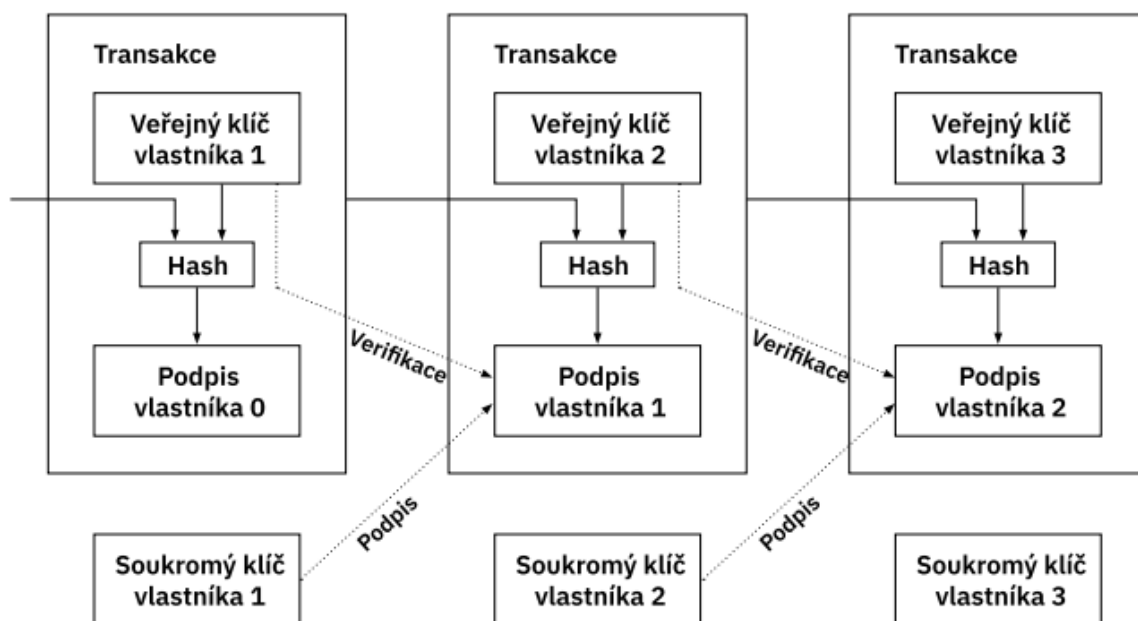 Transakce
Veřejný klíč
vlastníka 1
Hash
Podpis
vlastníka 0
Verifikace
Podpis
Soukromý klíč
vlastníka 1
Transakce
Veřejný klíč
vlastníka 2
Hash
Podpis
vlastníka 1
Verifikace
Podpis
Soukromý klíč
vlastníka 2
Transakce
Veřejný klíč
vlastníka 3
Hash
Podpis
vlastníka 2
Soukromý klíč
vlastníka 3